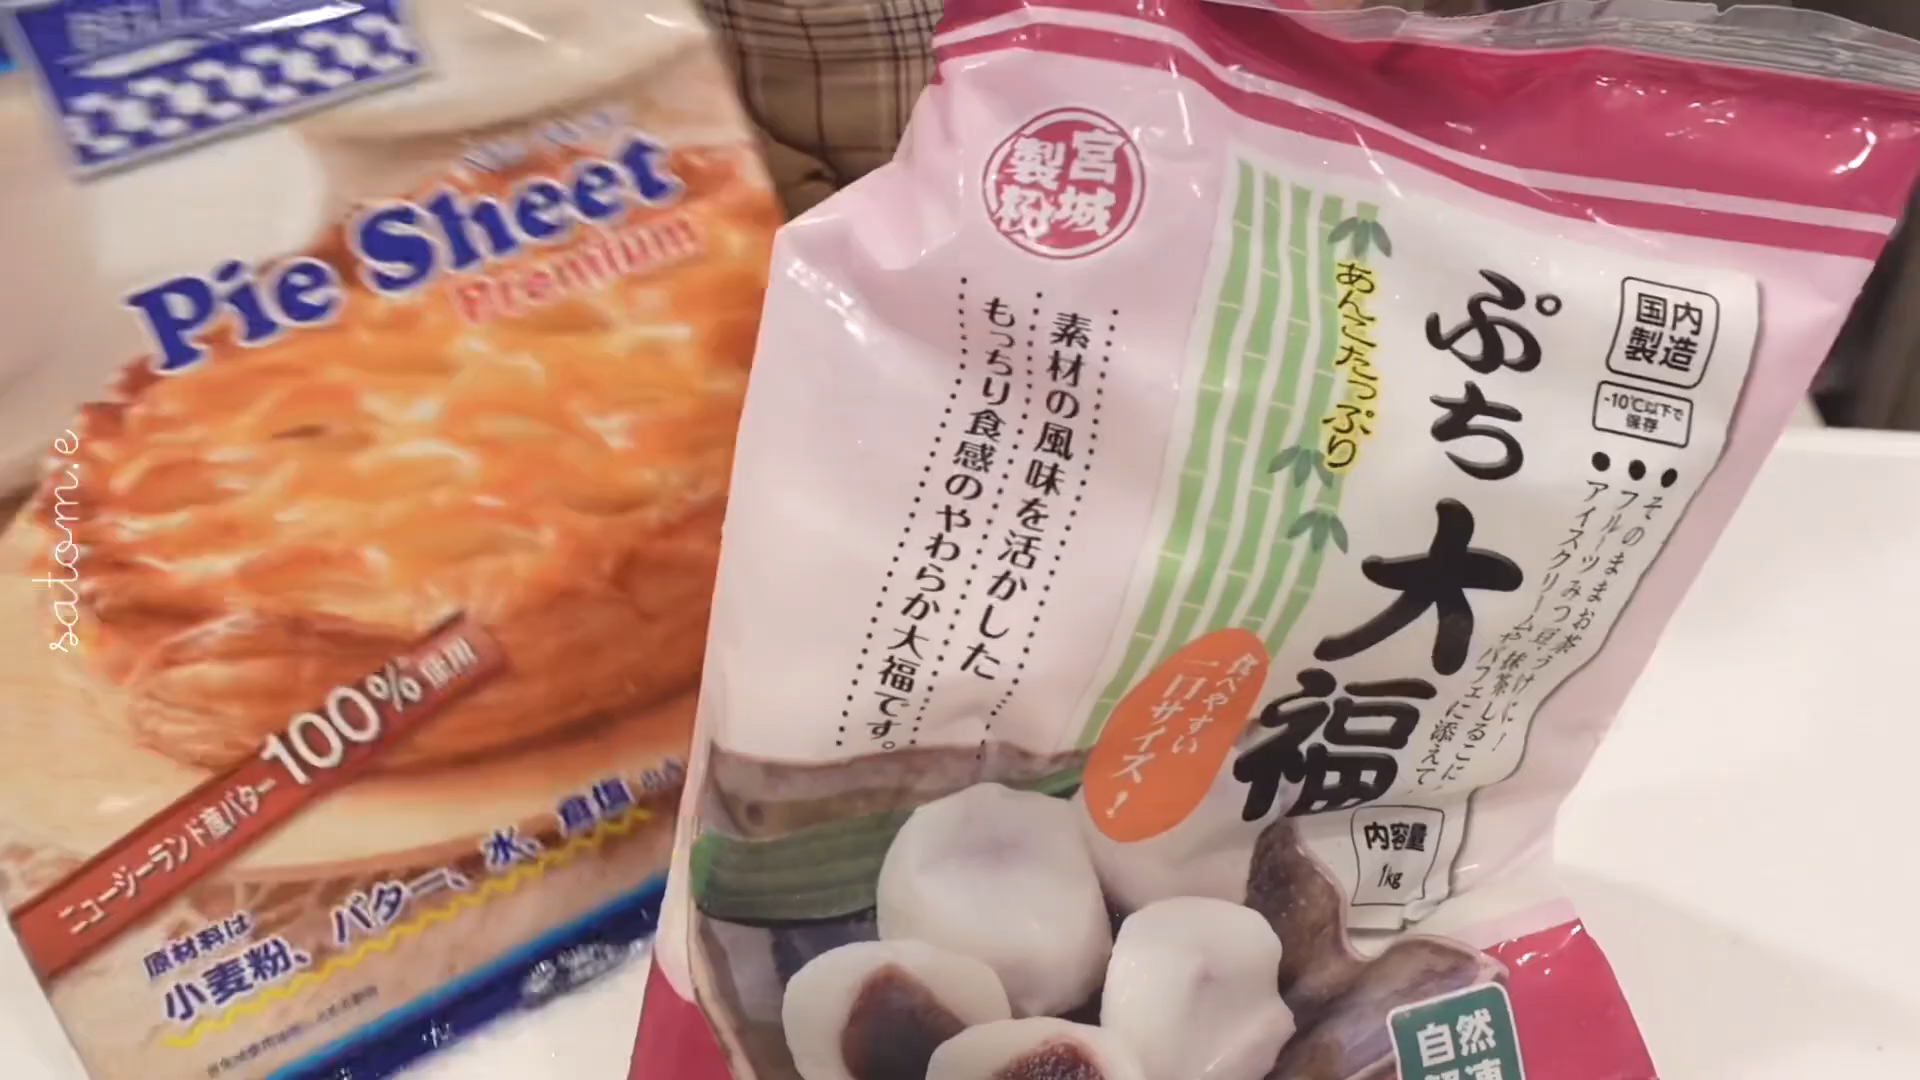 Pie Sheet
Premium
ニュージーランド産バター100%使用
原材料は
小麦粉、バター、水、食塩
satom.e
宮城
製粉
素材の風味を活かした
もっちり食感のやわらか大福です。
あんこたっぷり
ぷち大福
食べやすい
一口サイズ!
国内
製造
-10℃以下で
保存
そのままお茶うけに!
フルーツみつ豆、抹茶しるこに
アイスクリームやパフェに添えて
内容量
1kg
自然